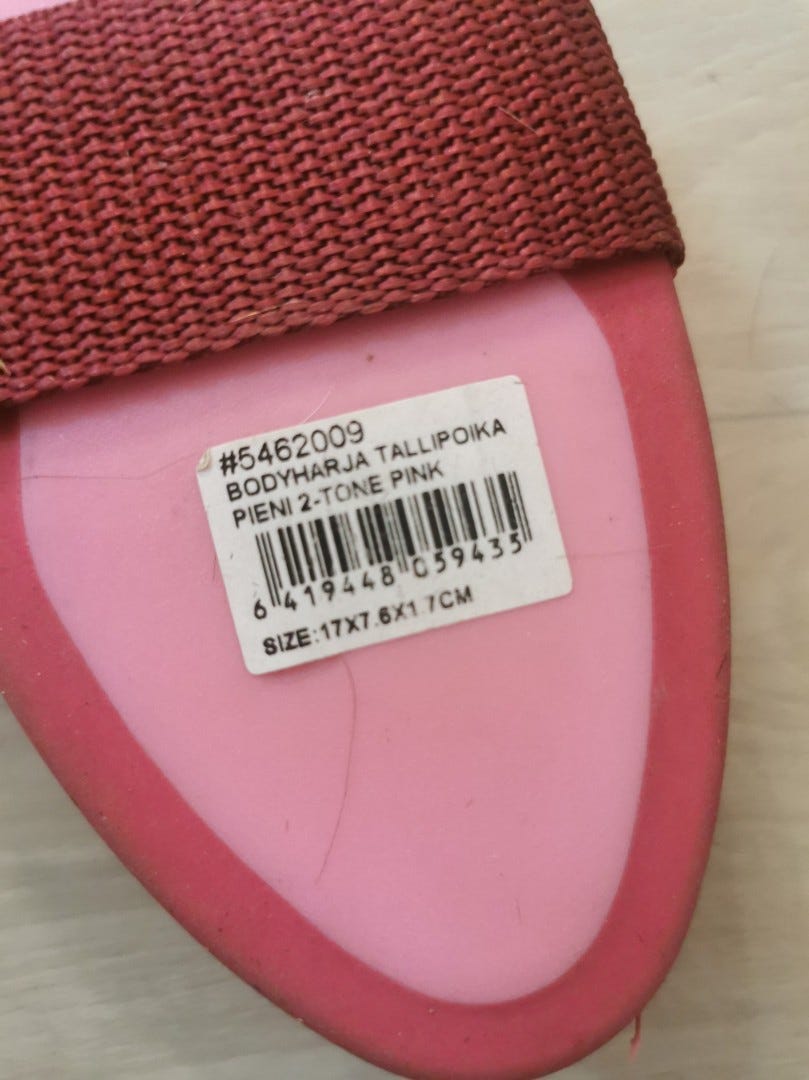 #5462009
BODYHARJA TALLIPOIKA
PIENI 2-TONE PINK
6 419448 059435
SIZE:17X7.6X1.7CM